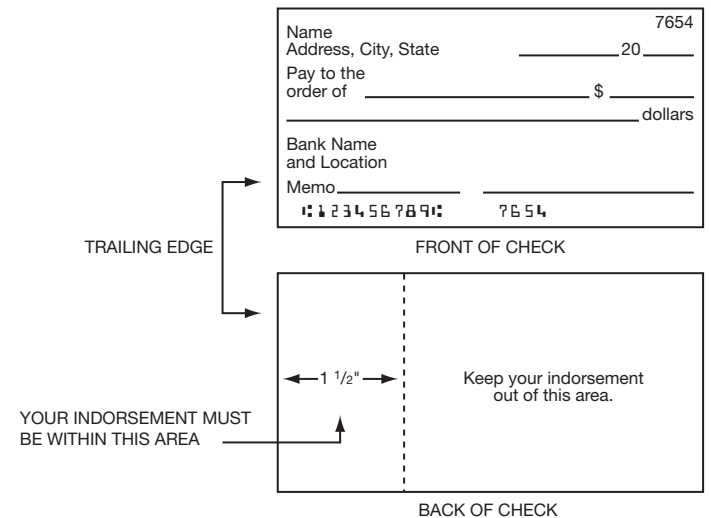 7654
Name
Address, City, State 20
Pay to the
order of $
dollars
Bank Name
and Location
Memo
⑆123456789⑆ 7654
TRAILING EDGE
FRONT OF CHECK
1 1/2"
Keep your indorsement
out of this area.
YOUR INDORSEMENT MUST
BE WITHIN THIS AREA
BACK OF CHECK